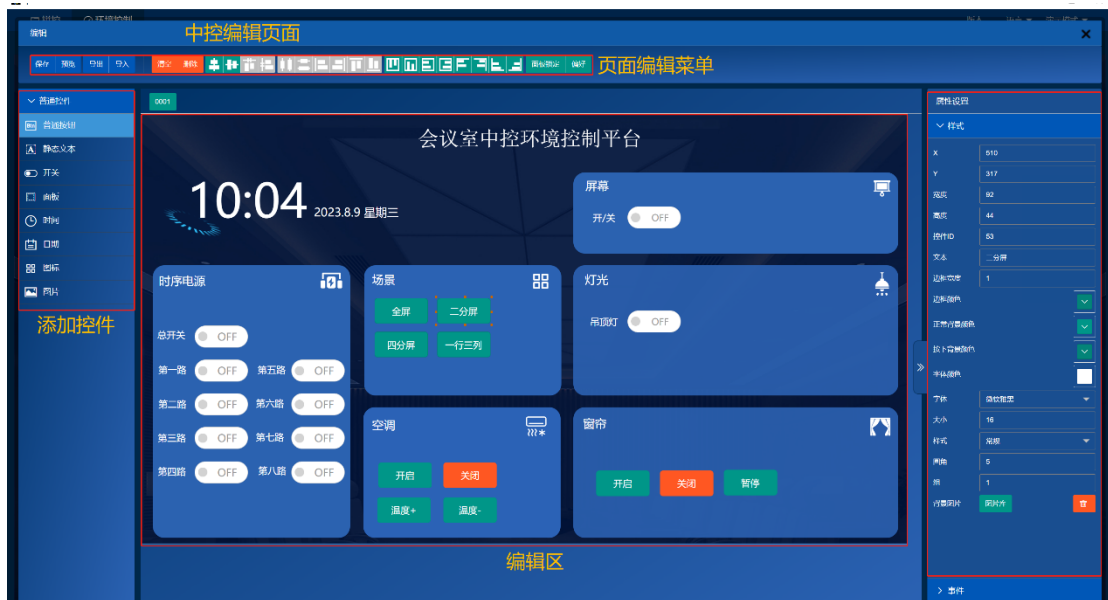 环境控制
编辑
中控编辑页面
保存 预览 导出 导入 清空 删除 面板锁定 偏好 页面编辑菜单
普通控件
普通按钮
静态文本
开关
面板
时间
日期
图标
图片
添加控件
0001
会议室中控环境控制平台
10:04 2023.8.9 星期三
屏幕
开/关 OFF
时序电源
总开关 OFF
第一路 OFF 第五路 OFF
第二路 OFF 第六路 OFF
第三路 OFF 第七路 OFF
第四路 OFF 第八路 OFF
场景
全屏 二分屏
四分屏 一行三列
灯光
吊顶灯 OFF
空调
开启 关闭
温度+ 温度-
窗帘
开启 关闭 暂停
编辑区
属性设置
样式
X 510
Y 317
宽度 92
高度 44
控件ID 53
文本 二分屏
边框宽度 1
边框颜色
正常背景颜色
按下背景颜色
字体颜色
字体 微软雅黑
大小 16
样式 常规
圆角 5
组 1
背景图片 图片库
事件